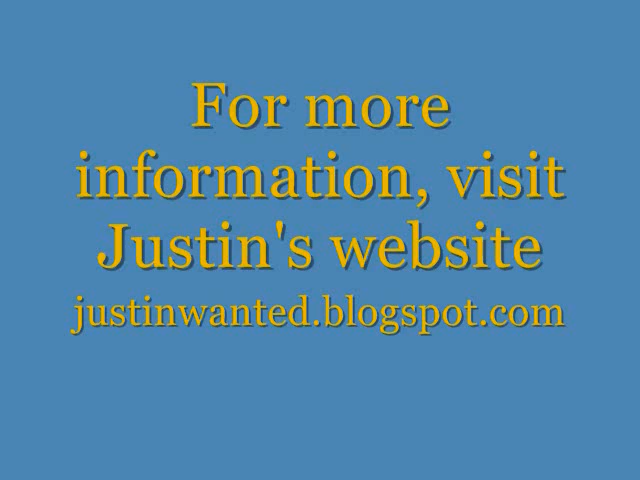 For more
information, visit
Justin's website
justinwanted.blogspot.com